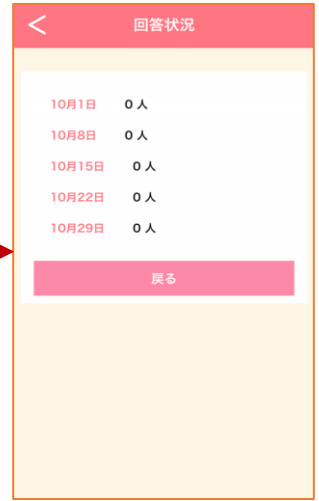 回答状況
10月1日 0 人
10月8日 0 人
10月15日 0 人
10月22日 0 人
10月29日 0 人
戻る